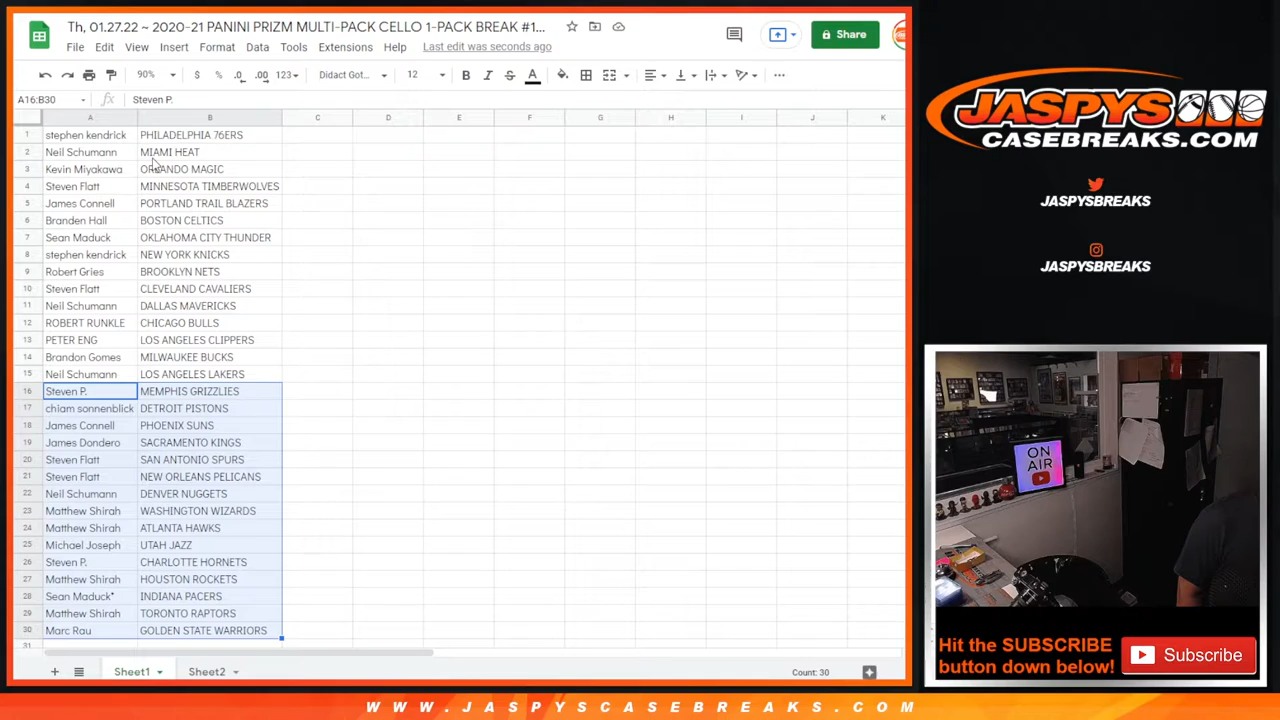 Th, 01.27.22 ~ 2020-21 PANINI PRIZM MULTI-PACK CELLO 1-PACK BREAK #1...
File Edit View Insert Format Data Tools Extensions Help Last edit was seconds ago
Share
90% $ % .0 .00 123 Didact Got... 12 B I S A
A16:B30 fx Steven P.
A B C D E F G H I J K
1 stephen kendrick PHILADELPHIA 76ERS
2 Neil Schumann MIAMI HEAT
3 Kevin Miyakawa ORLANDO MAGIC
4 Steven Flatt MINNESOTA TIMBERWOLVES
5 James Connell PORTLAND TRAIL BLAZERS
6 Branden Hall BOSTON CELTICS
7 Sean Maduck OKLAHOMA CITY THUNDER
8 stephen kendrick NEW YORK KNICKS
9 Robert Gries BROOKLYN NETS
10 Steven Flatt CLEVELAND CAVALIERS
11 Neil Schumann DALLAS MAVERICKS
12 ROBERT RUNKLE CHICAGO BULLS
13 PETER ENG LOS ANGELES CLIPPERS
14 Brandon Gomes MILWAUKEE BUCKS
15 Neil Schumann LOS ANGELES LAKERS
16 Steven P. MEMPHIS GRIZZLIES
17 chiam sonnenblick DETROIT PISTONS
18 James Connell PHOENIX SUNS
19 James Dondero SACRAMENTO KINGS
20 Steven Flatt SAN ANTONIO SPURS
21 Steven Flatt NEW ORLEANS PELICANS
22 Neil Schumann DENVER NUGGETS
23 Matthew Shirah WASHINGTON WIZARDS
24 Matthew Shirah ATLANTA HAWKS
25 Michael Joseph UTAH JAZZ
26 Steven P. CHARLOTTE HORNETS
27 Matthew Shirah HOUSTON ROCKETS
28 Sean Maduck* INDIANA PACERS
29 Matthew Shirah TORONTO RAPTORS
30 Marc Rau GOLDEN STATE WARRIORS
31
Sheet1 Sheet2 Count: 30
JASPYS
CASEBREAKS.COM
JASPYSBREAKS
JASPYSBREAKS
ON
AIR
Hit the SUBSCRIBE
button down below!
Subscribe
WWW.JASPYSCASEBREAKS.COM